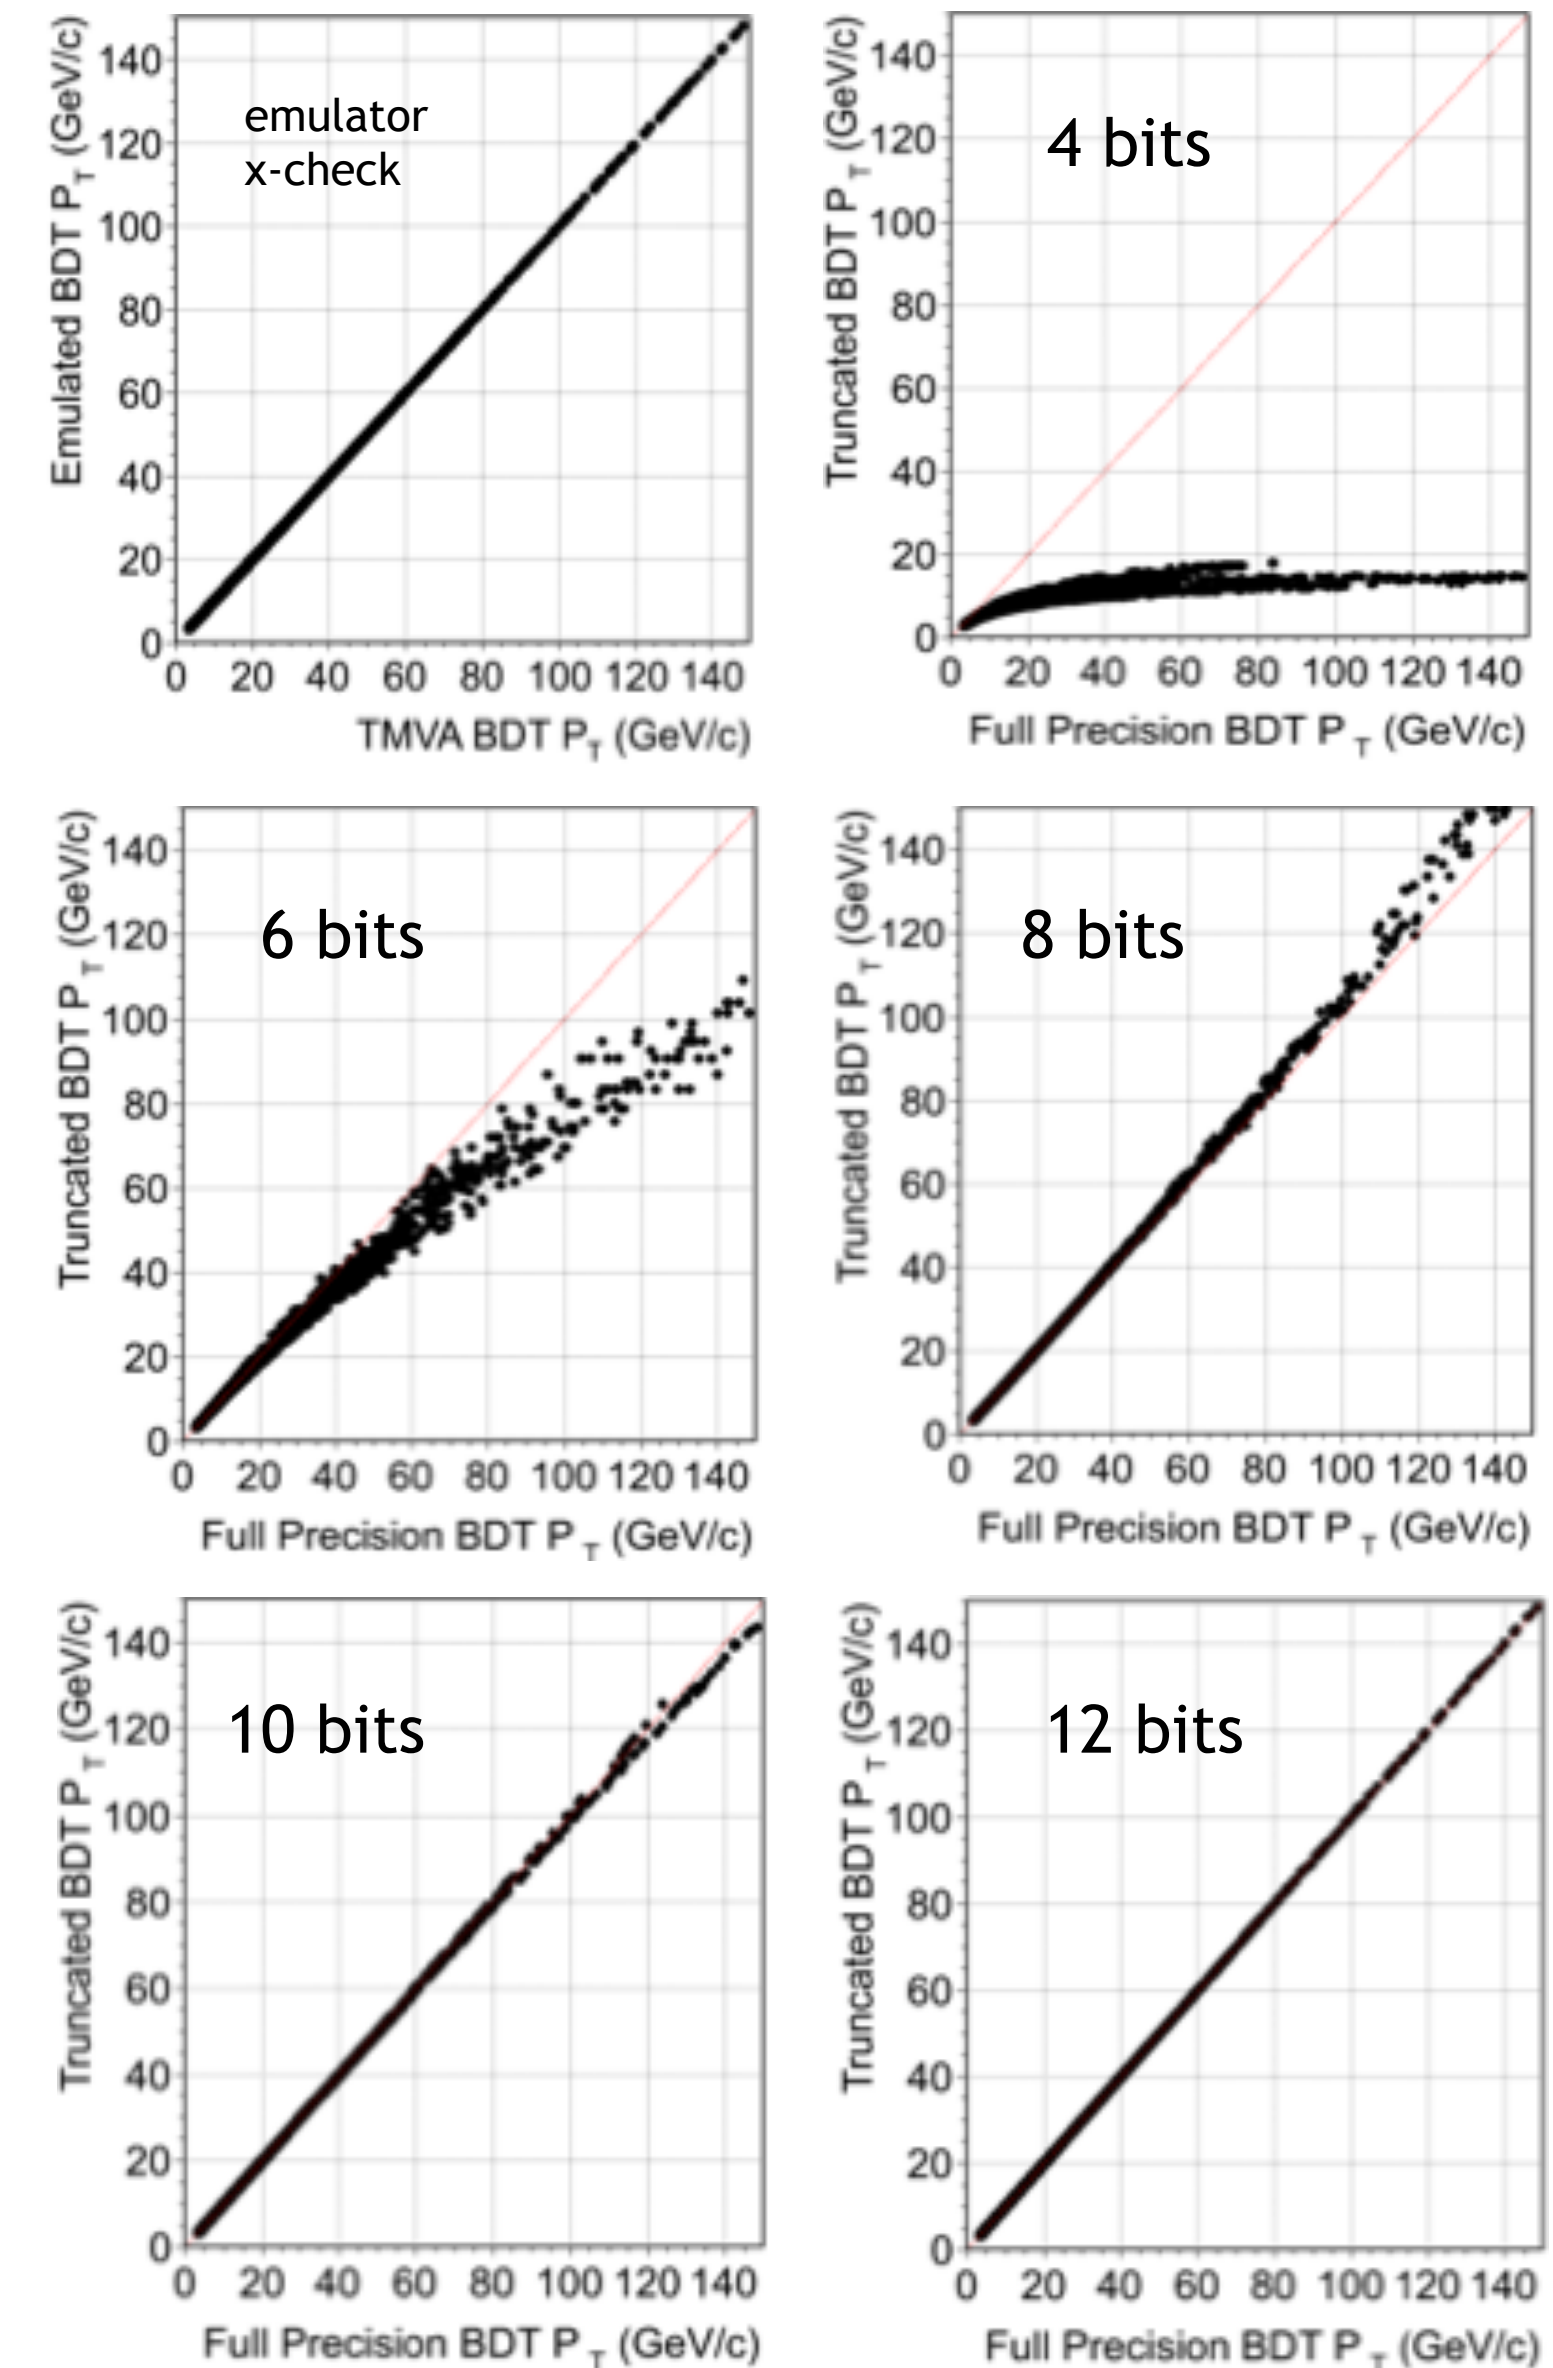 Emulated BDT P_T (GeV/c)
140
120
100
80
60
40
20
0
emulator
x-check
0 20 40 60 80 100 120 140
TMVA BDT P_T (GeV/c)
Truncated BDT P_T (GeV/c)
140
120
100
80
60
40
20
0
4 bits
0 20 40 60 80 100 120 140
Full Precision BDT P_T (GeV/c)
Truncated BDT P_T (GeV/c)
140
120
100
80
60
40
20
0
6 bits
0 20 40 60 80 100 120 140
Full Precision BDT P_T (GeV/c)
Truncated BDT P_T (GeV/c)
140
120
100
80
60
40
20
0
8 bits
0 20 40 60 80 100 120 140
Full Precision BDT P_T (GeV/c)
Truncated BDT P_T (GeV/c)
140
120
100
80
60
40
20
0
10 bits
0 20 40 60 80 100 120 140
Full Precision BDT P_T (GeV/c)
Truncated BDT P_T (GeV/c)
140
120
100
80
60
40
20
0
12 bits
0 20 40 60 80 100 120 140
Full Precision BDT P_T (GeV/c)